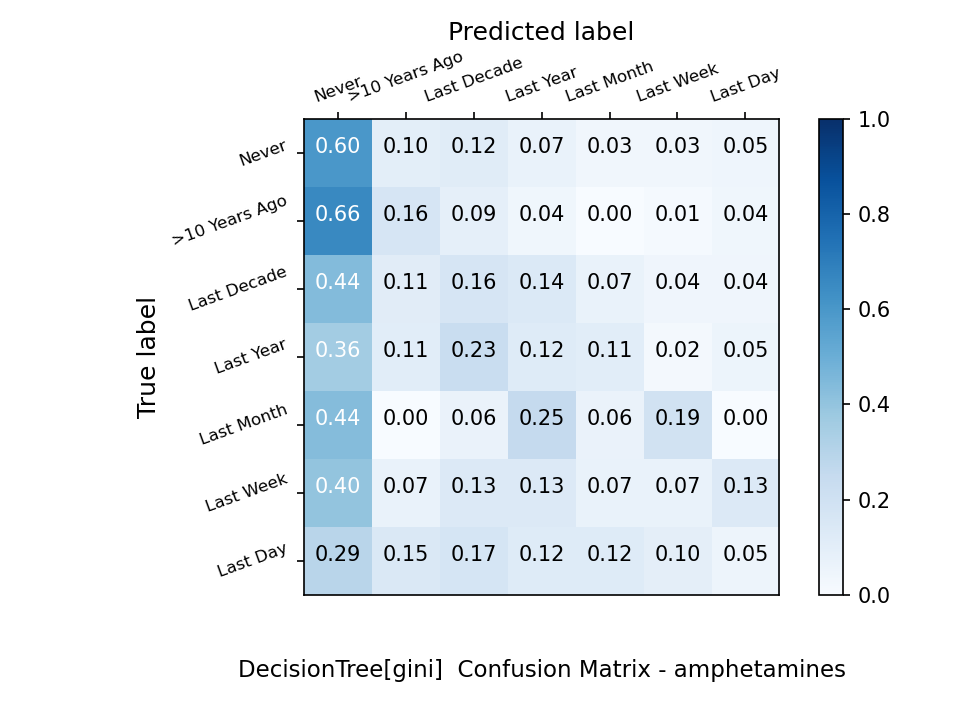 Predicted label
Never >10 Years Ago Last Decade Last Year Last Month Last Week Last Day
True label
Never 0.60 0.10 0.12 0.07 0.03 0.03 0.05
>10 Years Ago 0.66 0.16 0.09 0.04 0.00 0.01 0.04
Last Decade 0.44 0.11 0.16 0.14 0.07 0.04 0.04
Last Year 0.36 0.11 0.23 0.12 0.11 0.02 0.05
Last Month 0.44 0.00 0.06 0.25 0.06 0.19 0.00
Last Week 0.40 0.07 0.13 0.13 0.07 0.07 0.13
Last Day 0.29 0.15 0.17 0.12 0.12 0.10 0.05
1.0
0.8
0.6
0.4
0.2
0.0
DecisionTree[gini]  Confusion Matrix - amphetamines